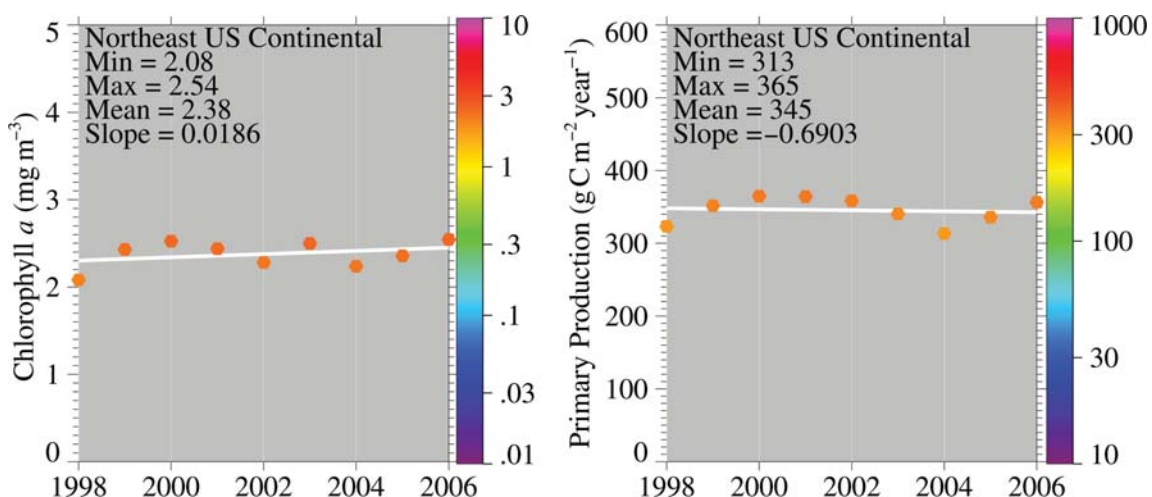 Chlorophyll a (mg m⁻³)
5
4
3
2
1
0
Northeast US Continental
Min = 2.08
Max = 2.54
Mean = 2.38
Slope = 0.0186
1998 2000 2002 2004 2006
10
3
1
.3
.1
.03
.01
Primary Production (g C m⁻² year⁻¹)
600
500
400
300
200
100
0
Northeast US Continental
Min = 313
Max = 365
Mean = 345
Slope =−0.6903
1998 2000 2002 2004 2006
1000
300
100
30
10